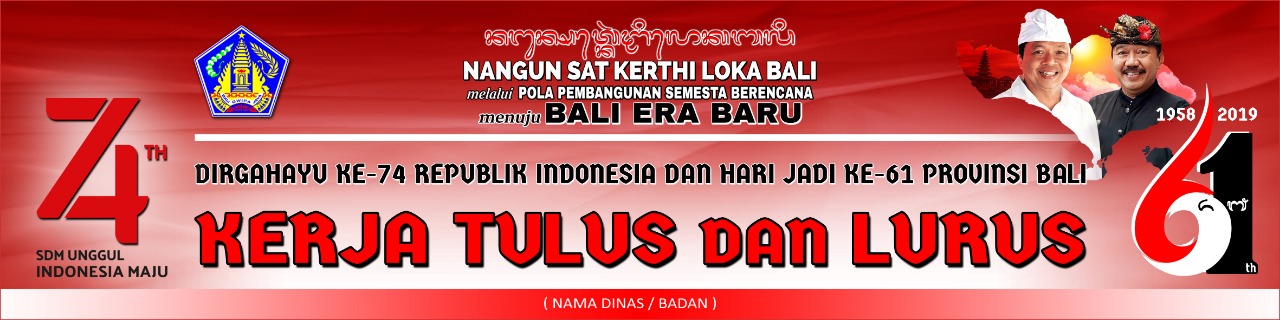 NANGUN SAT KERTHI LOKA BALI
melalui POLA PEMBANGUNAN SEMESTA BERENCANA
menuju BALI ERA BARU
74TH
SDM UNGGUL
INDONESIA MAJU
DIRGAHAYU KE-74 REPUBLIK INDONESIA DAN HARI JADI KE-61 PROVINSI BALI
KERJA TULUS DAN LURUS
1958 2019
61th
( NAMA DINAS / BADAN )